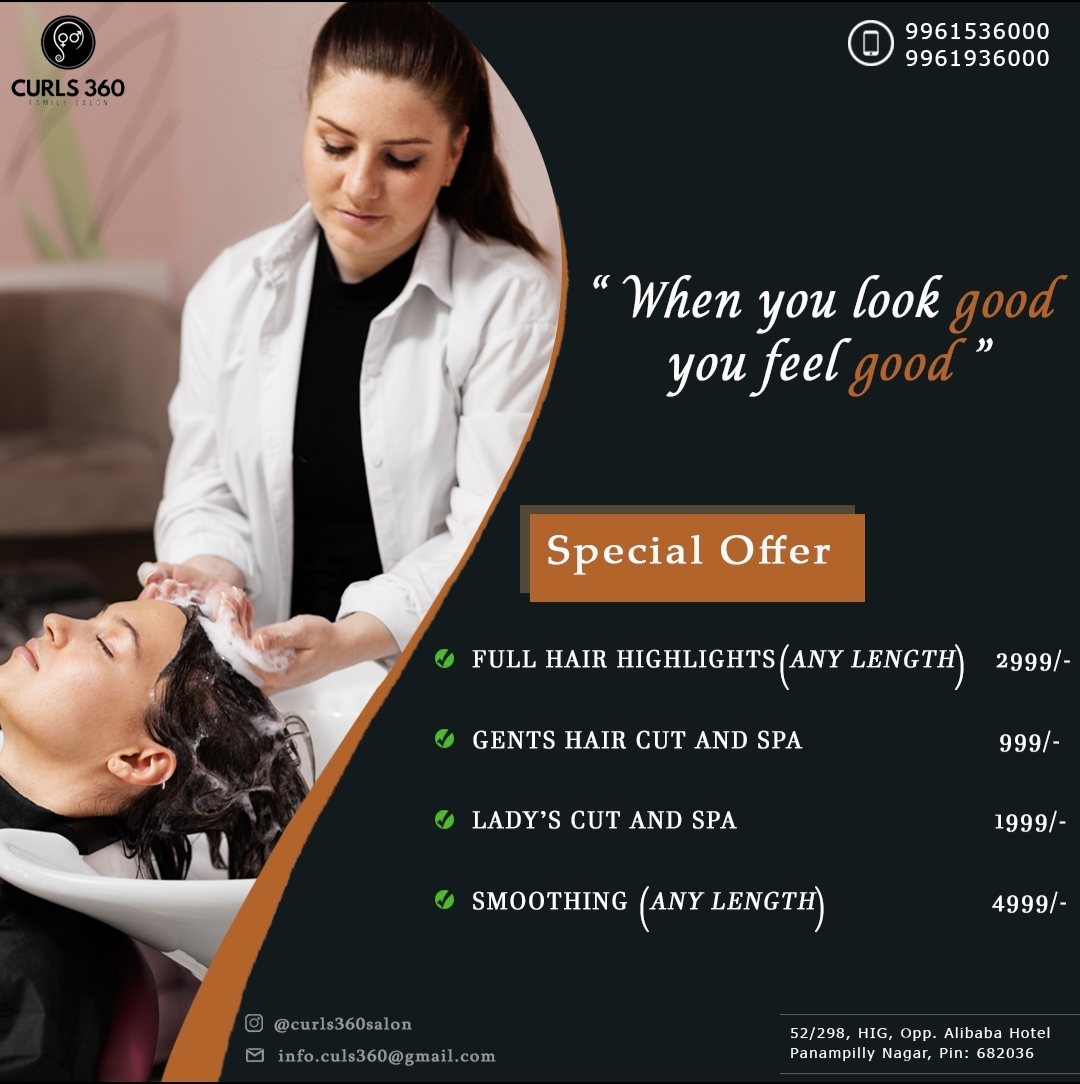 CURLS 360
FAMILY SALON
9961536000
9961936000
“ When you look good
you feel good ”
Special Offer
FULL HAIR HIGHLIGHTS(ANY LENGTH) 2999/-
GENTS HAIR CUT AND SPA 999/-
LADY’S CUT AND SPA 1999/-
SMOOTHING (ANY LENGTH) 4999/-
@curls360salon
info.culs360@gmail.com
52/298, HIG, Opp. Alibaba Hotel
Panampilly Nagar, Pin: 682036